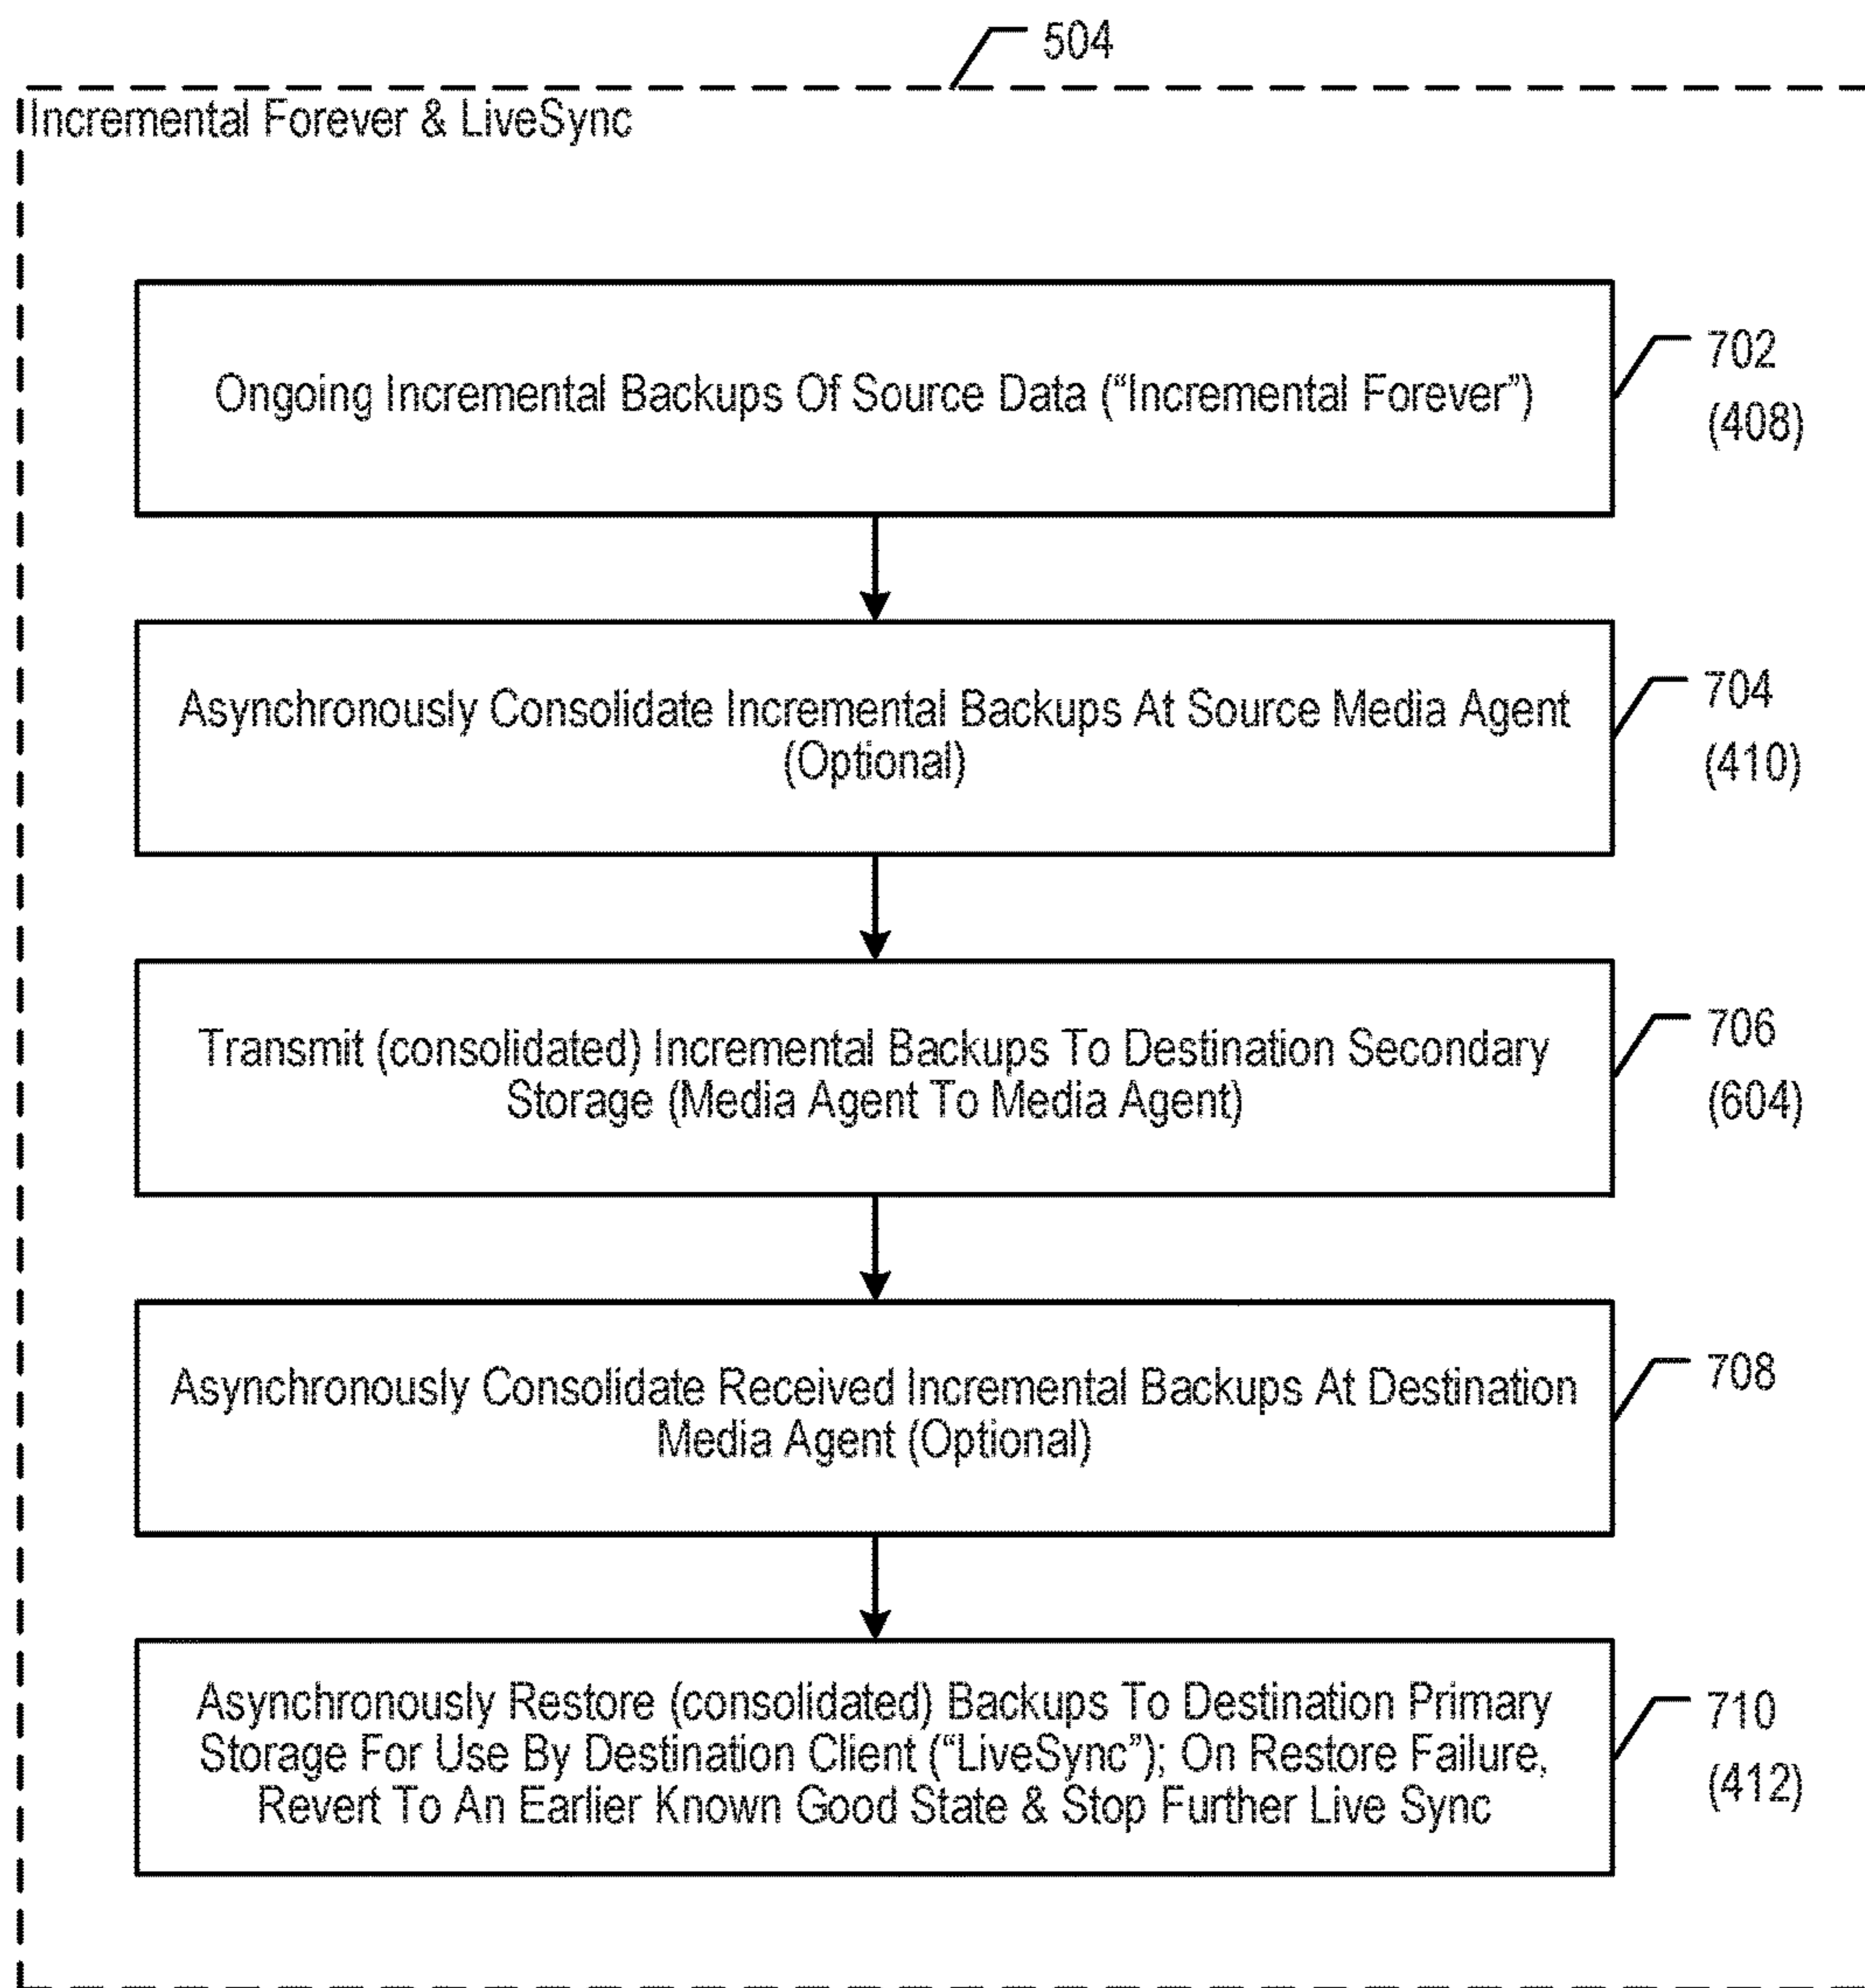 504
Incremental Forever & LiveSync
Ongoing Incremental Backups Of Source Data (“Incremental Forever”)
702
(408)
Asynchronously Consolidate Incremental Backups At Source Media Agent
(Optional)
704
(410)
Transmit (consolidated) Incremental Backups To Destination Secondary
Storage (Media Agent To Media Agent)
706
(604)
Asynchronously Consolidate Received Incremental Backups At Destination
Media Agent (Optional)
708
Asynchronously Restore (consolidated) Backups To Destination Primary
Storage For Use By Destination Client (“LiveSync”); On Restore Failure,
Revert To An Earlier Known Good State & Stop Further Live Sync
710
(412)